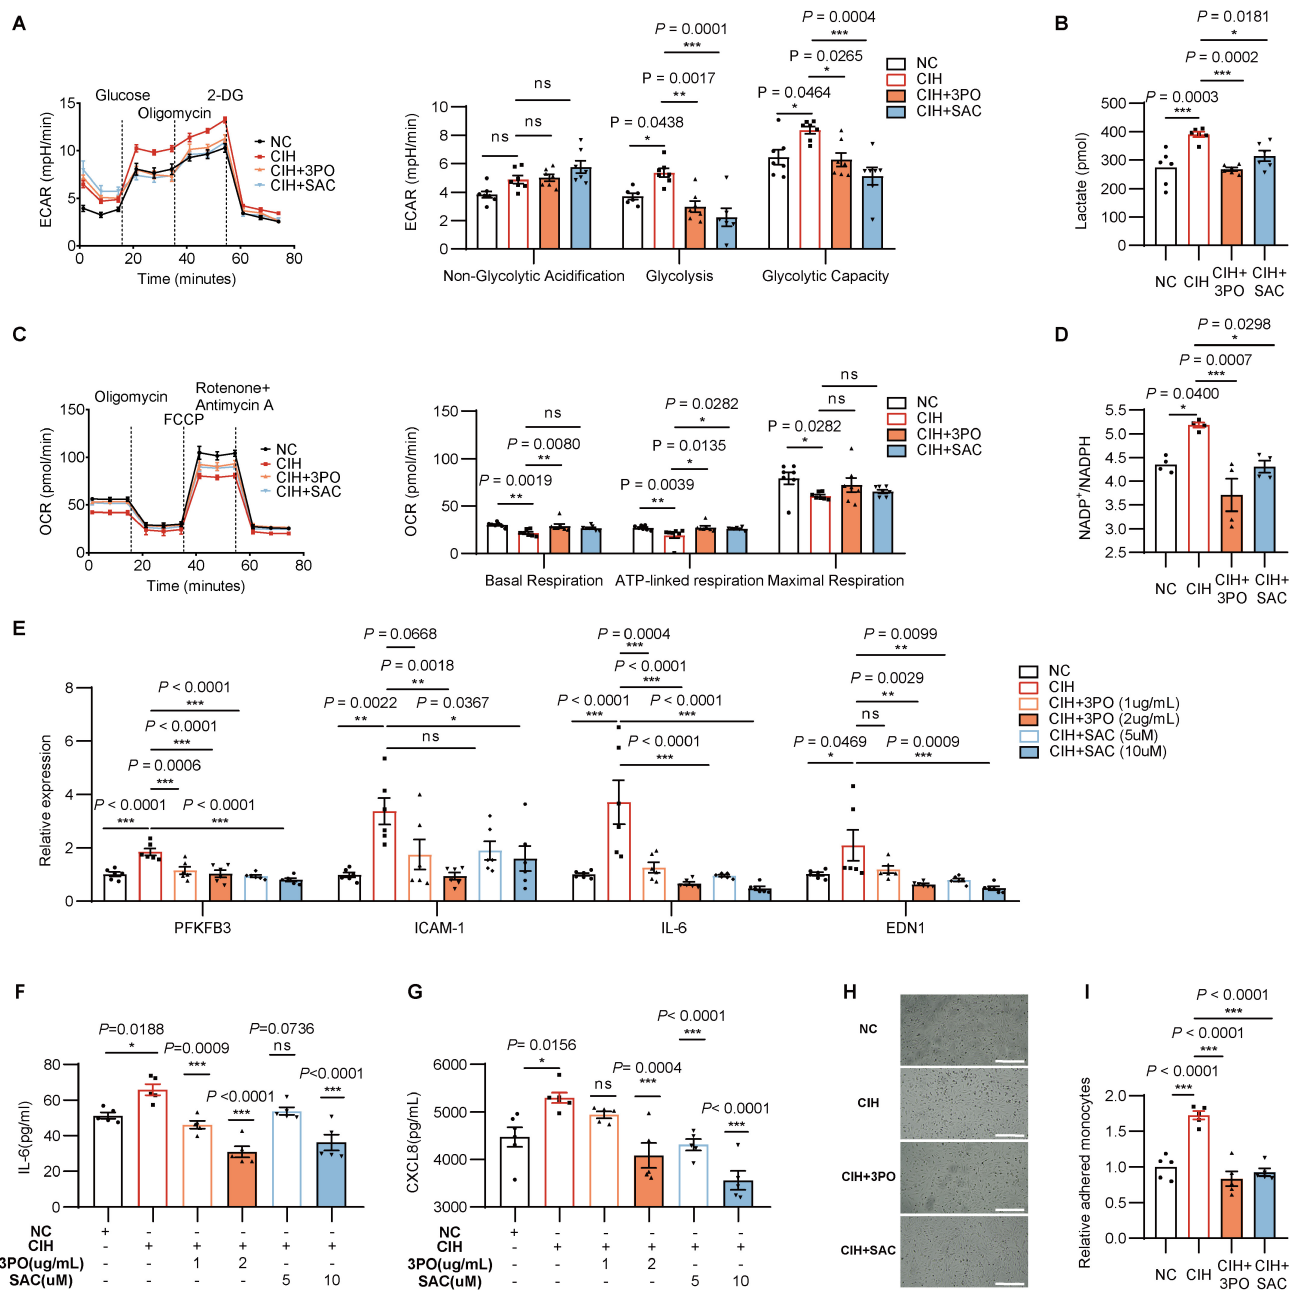 A
Glucose
2-DG
Oligomycin
ECAR (mpH/min)
15
10
5
0
0 20 40 60 80
Time (minutes)
NC
CIH
CIH+3PO
CIH+SAC
ECAR (mpH/min)
10
8
6
4
2
0
ns
ns
ns
P = 0.0001
***
P = 0.0017
**
P = 0.0438
*
P = 0.0004
***
P = 0.0265
*
P = 0.0464
*
Non-Glycolytic Acidification Glycolysis Glycolytic Capacity
NC
CIH
CIH+3PO
CIH+SAC
B
P = 0.0181
*
P = 0.0002
***
P = 0.0003
***
Lactate (pmol)
500
400
300
200
100
0
NC CIH CIH+ CIH+
3PO SAC
C
Oligomycin
Rotenone+
Antimycin A
FCCP
OCR (pmol/min)
150
100
50
0
0 20 40 60 80
Time (minutes)
NC
CIH
CIH+3PO
CIH+SAC
OCR (pmol/min)
150
100
50
0
ns
P = 0.0080
**
P = 0.0019
**
P = 0.0282
*
P = 0.0135
*
P = 0.0039
**
ns
ns
P = 0.0282
*
Basal Respiration ATP-linked respiration Maximal Respiration
NC
CIH
CIH+3PO
CIH+SAC
D
P = 0.0298
*
P = 0.0007
***
P = 0.0400
*
NADP+/NADPH
5.5
5.0
4.5
4.0
3.5
3.0
2.5
NC CIH CIH+ CIH+
3PO SAC
E
Relative expression
8
6
4
2
0
P < 0.0001
***
P < 0.0001
***
P = 0.0006
***
P < 0.0001 P < 0.0001
*** ***
P = 0.0668
P = 0.0018
**
P = 0.0022 P = 0.0367
** *
ns
P = 0.0004
***
P < 0.0001
***
P < 0.0001 P < 0.0001
*** ***
P < 0.0001
***
P = 0.0099
**
P = 0.0029
**
ns
P = 0.0469 P = 0.0009
* ***
PFKFB3 ICAM-1 IL-6 EDN1
NC
CIH
CIH+3PO (1ug/mL)
CIH+3PO (2ug/mL)
CIH+SAC (5uM)
CIH+SAC (10uM)
F
IL-6(pg/ml)
80
60
40
20
0
P=0.0188
*
P=0.0009
***
P<0.0001
***
P=0.0736
ns
P<0.0001
***
NC + - - - - -
CIH - + + + + +
3PO(ug/mL) - - 1 2 - -
SAC(uM) - - - - 5 10
G
CXCL8(pg/mL)
6000
5000
4000
3000
P= 0.0156
*
ns
P = 0.0004
***
P < 0.0001
***
P< 0.0001
***
NC + - - - - -
CIH - + + + + +
3PO(ug/mL) - - 1 2 - -
SAC(uM) - - - - 5 10
H
NC
CIH
CIH+3PO
CIH+SAC
I
P < 0.0001
***
P < 0.0001
***
P < 0.0001
***
Relative adhered monocytes
2.0
1.5
1.0
0.5
0.0
NC CIH CIH+ CIH+
3PO SAC